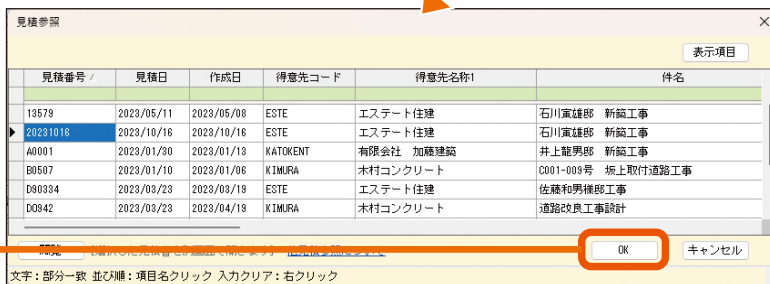 見積参照
表示項目
見積番号 見積日 作成日 得意先コード 得意先名称1 件名
13579 2023/05/11 2023/05/08 ESTE エステート住建 石川寅雄邸 新築工事
20231016 2023/10/16 2023/10/16 ESTE エステート住建 石川寅雄邸 新築工事
A0001 2023/01/30 2023/01/13 KATOKENT 有限会社 加藤建築 井上龍男邸 新築工事
B0507 2023/01/10 2023/01/06 KIMURA 木村コンクリート C001-009号 坂上取付道路工事
D90334 2023/03/23 2023/03/19 ESTE エステート住建 佐藤和男様邸工事
DO942 2023/03/23 2023/04/19 KIMURA 木村コンクリート 道路改良工事設計
OK キャンセル
文字:部分一致 並び順:項目名クリック 入力クリア:右クリック